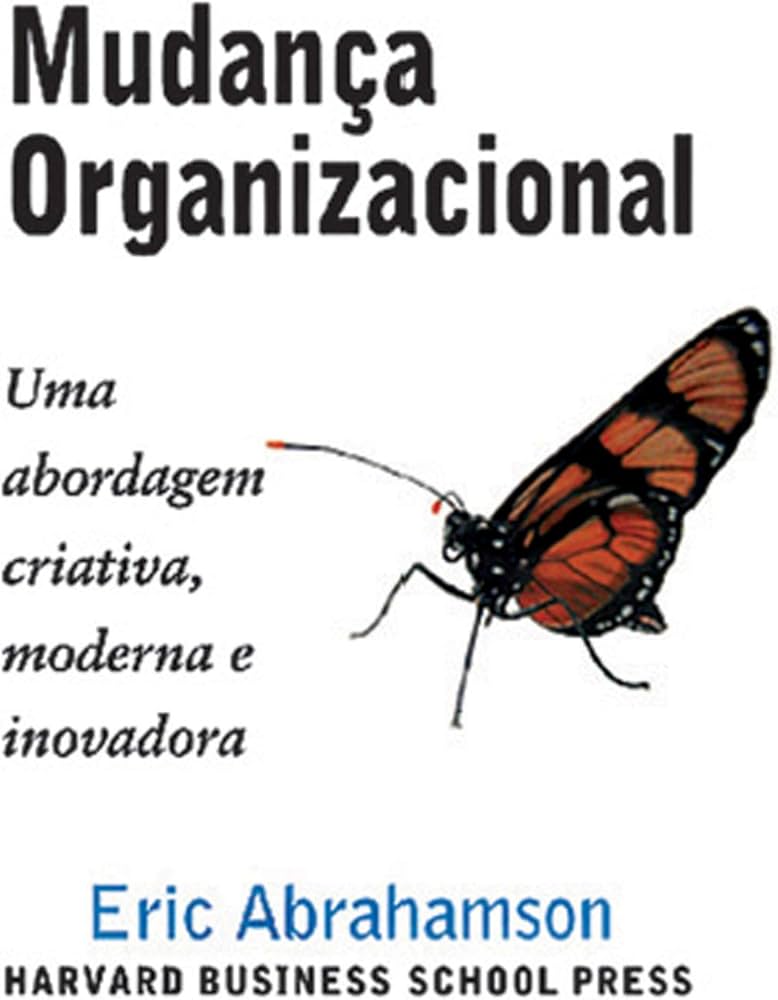 Mudança
Organizacional
Uma
abordagem
criativa,
moderna e
inovadora
Eric Abrahamson
HARVARD BUSINESS SCHOOL PRESS